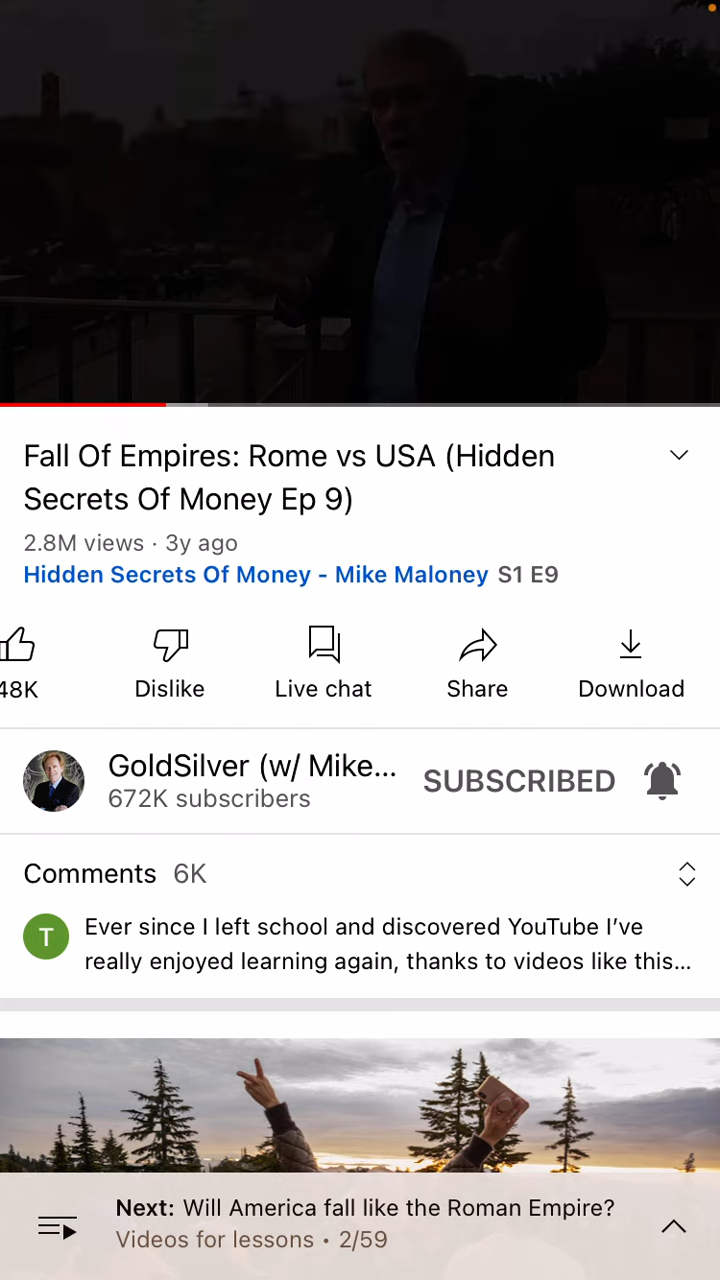 Fall Of Empires: Rome vs USA (Hidden
Secrets Of Money Ep 9)
2.8M views · 3y ago
Hidden Secrets Of Money - Mike Maloney S1 E9
48K
Dislike
Live chat
Share
Download
GoldSilver (w/ Mike...
672K subscribers
SUBSCRIBED
Comments 6K
T
Ever since I left school and discovered YouTube I’ve
really enjoyed learning again, thanks to videos like this...
Next: Will America fall like the Roman Empire?
Videos for lessons • 2/59